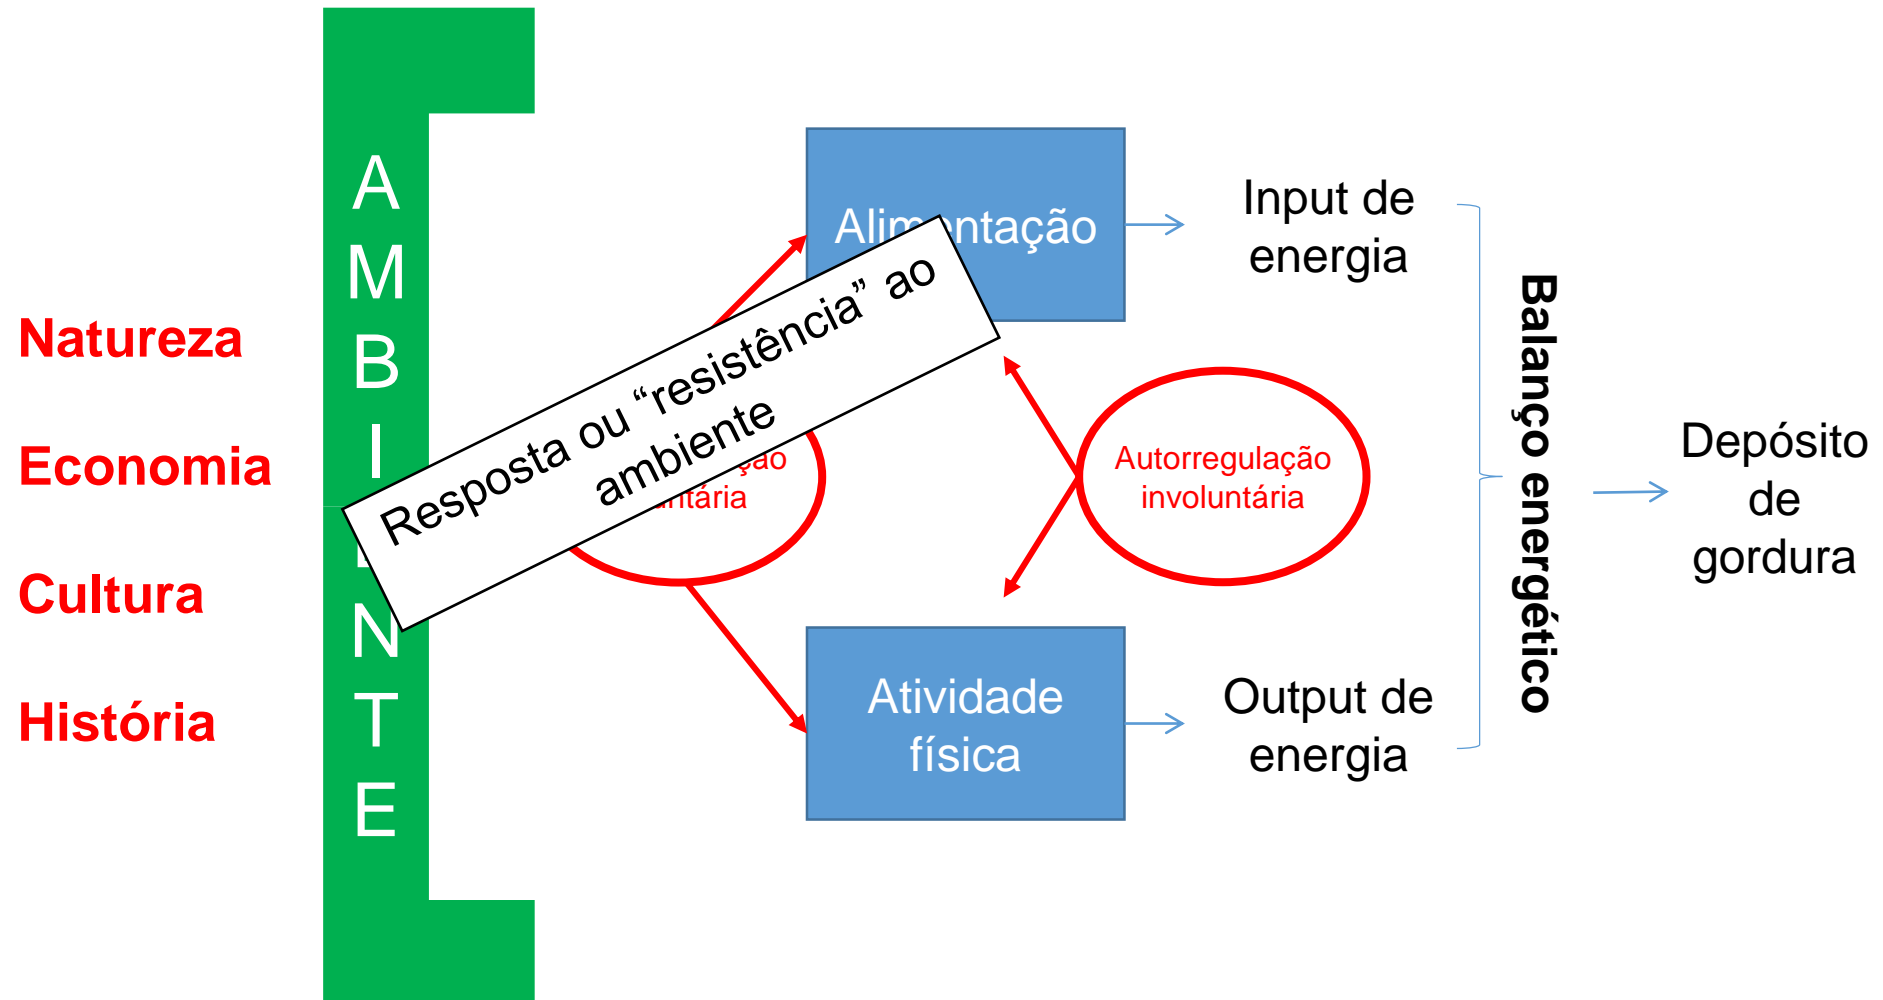 Natureza
Economia
Cultura
História
A
M
B
I
N
T
E
Alimentação
Resposta ou “resistência” ao
ambiente
Autorregulação
involuntária
Atividade
física
Input de
energia
Output de
energia
Balanço energético
Depósito
de
gordura